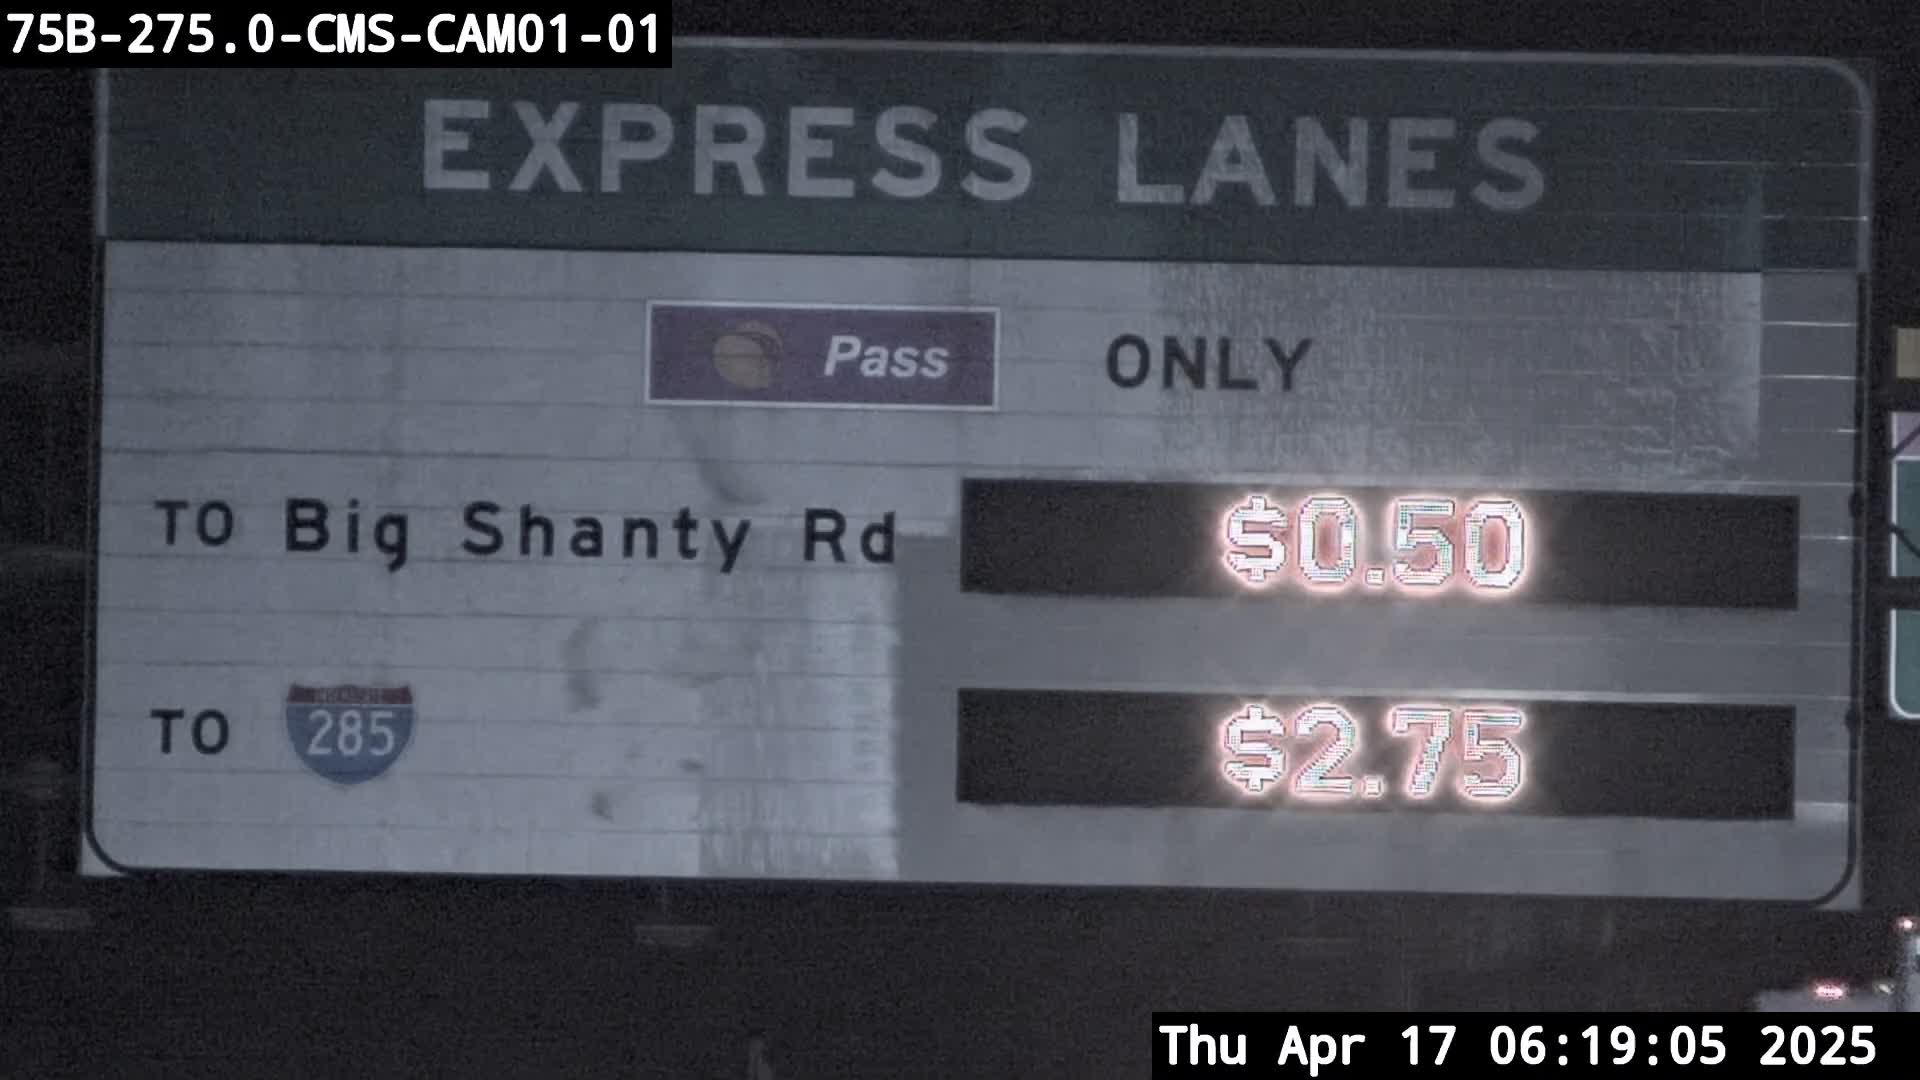 75B-275.0-CMS-CAM01-01
EXPRESS LANES
Pass ONLY
TO Big Shanty Rd $0.50
TO 285 $2.75
Thu Apr 17 06:19:05 2025